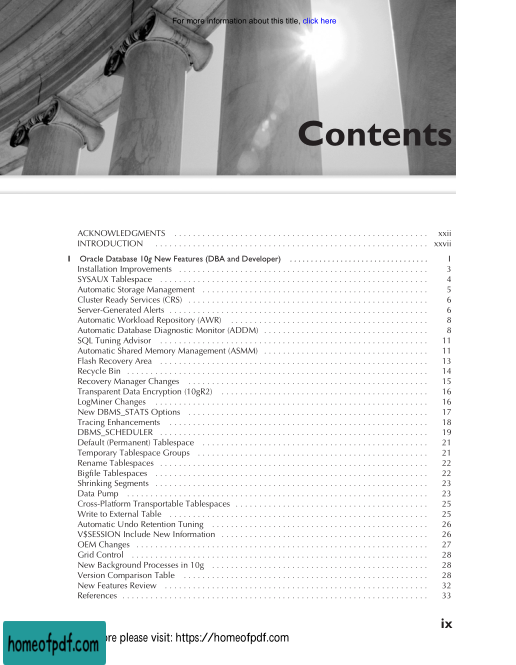 For more information about this title, click here
Contents
ACKNOWLEDGMENTS . . . . . . . . . . xxii
INTRODUCTION . . . . . . . . . . xxvii
1 Oracle Database 10g New Features (DBA and Developer) . . . . . . . . . . 1
Installation Improvements . . . . . . . . . . 3
SYSAUX Tablespace . . . . . . . . . . 4
Automatic Storage Management . . . . . . . . . . 5
Cluster Ready Services (CRS) . . . . . . . . . . 6
Server-Generated Alerts . . . . . . . . . . 6
Automatic Workload Repository (AWR) . . . . . . . . . . 8
Automatic Database Diagnostic Monitor (ADDM) . . . . . . . . . . 8
SQL Tuning Advisor . . . . . . . . . . 11
Automatic Shared Memory Management (ASMM) . . . . . . . . . . 11
Flash Recovery Area . . . . . . . . . . 13
Recycle Bin . . . . . . . . . . 14
Recovery Manager Changes . . . . . . . . . . 15
Transparent Data Encryption (10gR2) . . . . . . . . . . 16
LogMiner Changes . . . . . . . . . . 16
New DBMS_STATS Options . . . . . . . . . . 17
Tracing Enhancements . . . . . . . . . . 18
DBMS_SCHEDULER . . . . . . . . . . 19
Default (Permanent) Tablespace . . . . . . . . . . 21
Temporary Tablespace Groups . . . . . . . . . . 21
Rename Tablespaces . . . . . . . . . . 22
Bigfile Tablespaces . . . . . . . . . . 22
Shrinking Segments . . . . . . . . . . 23
Data Pump . . . . . . . . . . 23
Cross-Platform Transportable Tablespaces . . . . . . . . . . 25
Write to External Table . . . . . . . . . . 25
Automatic Undo Retention Tuning . . . . . . . . . . 26
V$SESSION Include New Information . . . . . . . . . . 26
OEM Changes . . . . . . . . . . 27
Grid Control . . . . . . . . . . 28
New Background Processes in 10g . . . . . . . . . . 28
Version Comparison Table . . . . . . . . . . 28
New Features Review . . . . . . . . . . 32
References . . . . . . . . . . 33
ix
homeofpdf.com
re please visit: https://homeofpdf.com